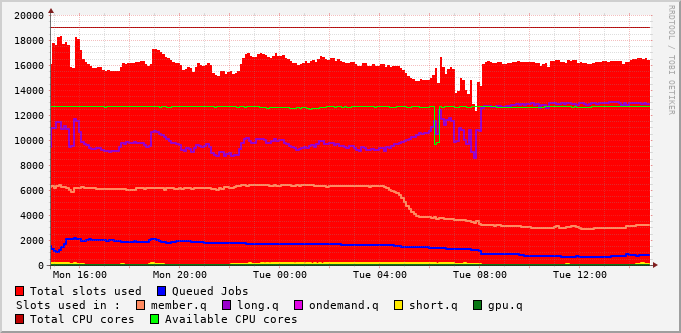 20000
18000
16000
14000
12000
10000
8000
6000
4000
2000
0
Mon 16:00 Mon 20:00 Tue 00:00 Tue 04:00 Tue 08:00 Tue 12:00
Total slots used Queued Jobs
Slots used in : member.q long.q ondemand.q short.q gpu.q
Total CPU cores Available CPU cores
RRDTOOL / TOBI OETIKER